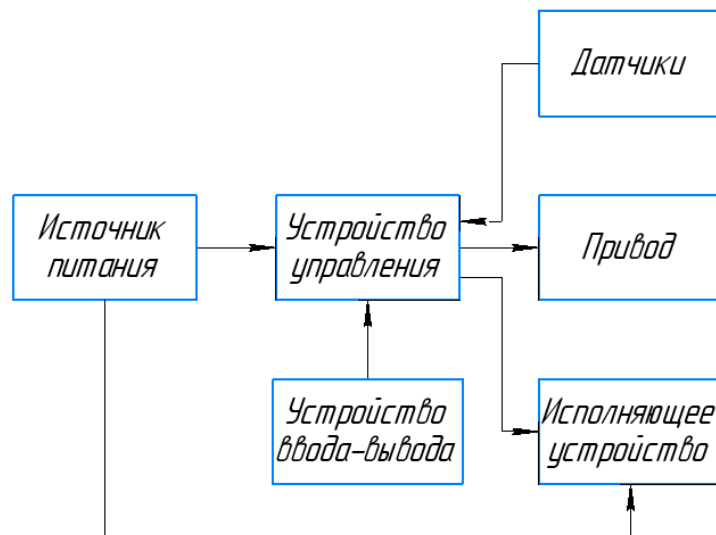 Датчики
Источник
питания
Устройство
управления
Привод
Устройство
ввода-вывода
Исполняющее
устройство